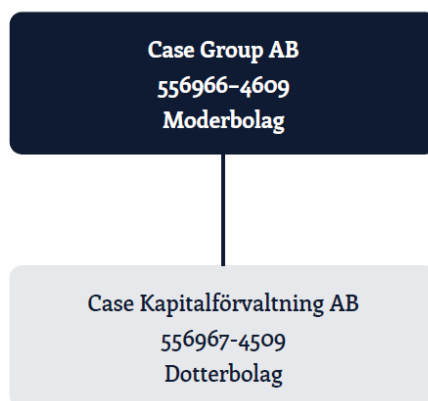 Case Group AB
556966–4609
Moderbolag
Case Kapitalförvaltning AB
556967-4509
Dotterbolag